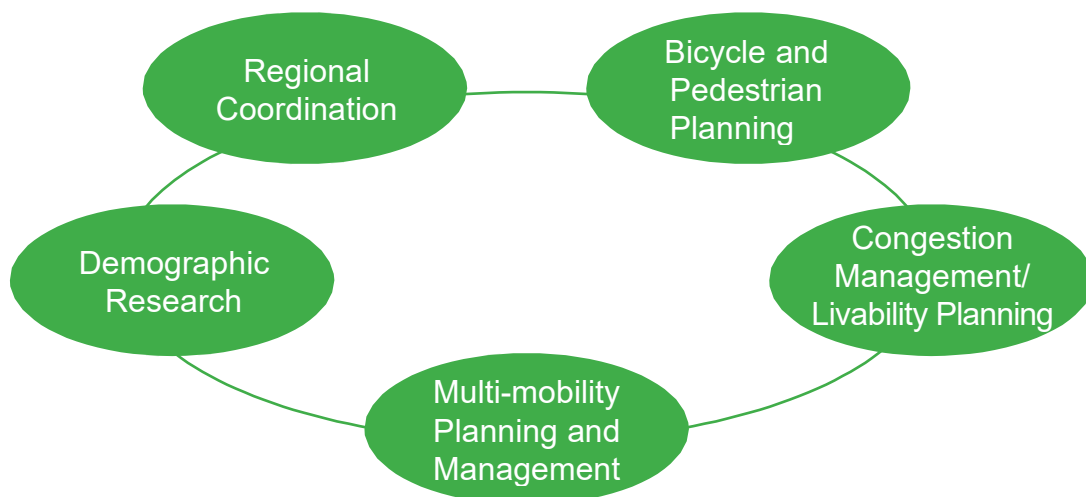 Regional
Coordination
Bicycle and
Pedestrian
Planning
Demographic
Research
Congestion
Management/
Livability Planning
Multi-mobility
Planning and
Management